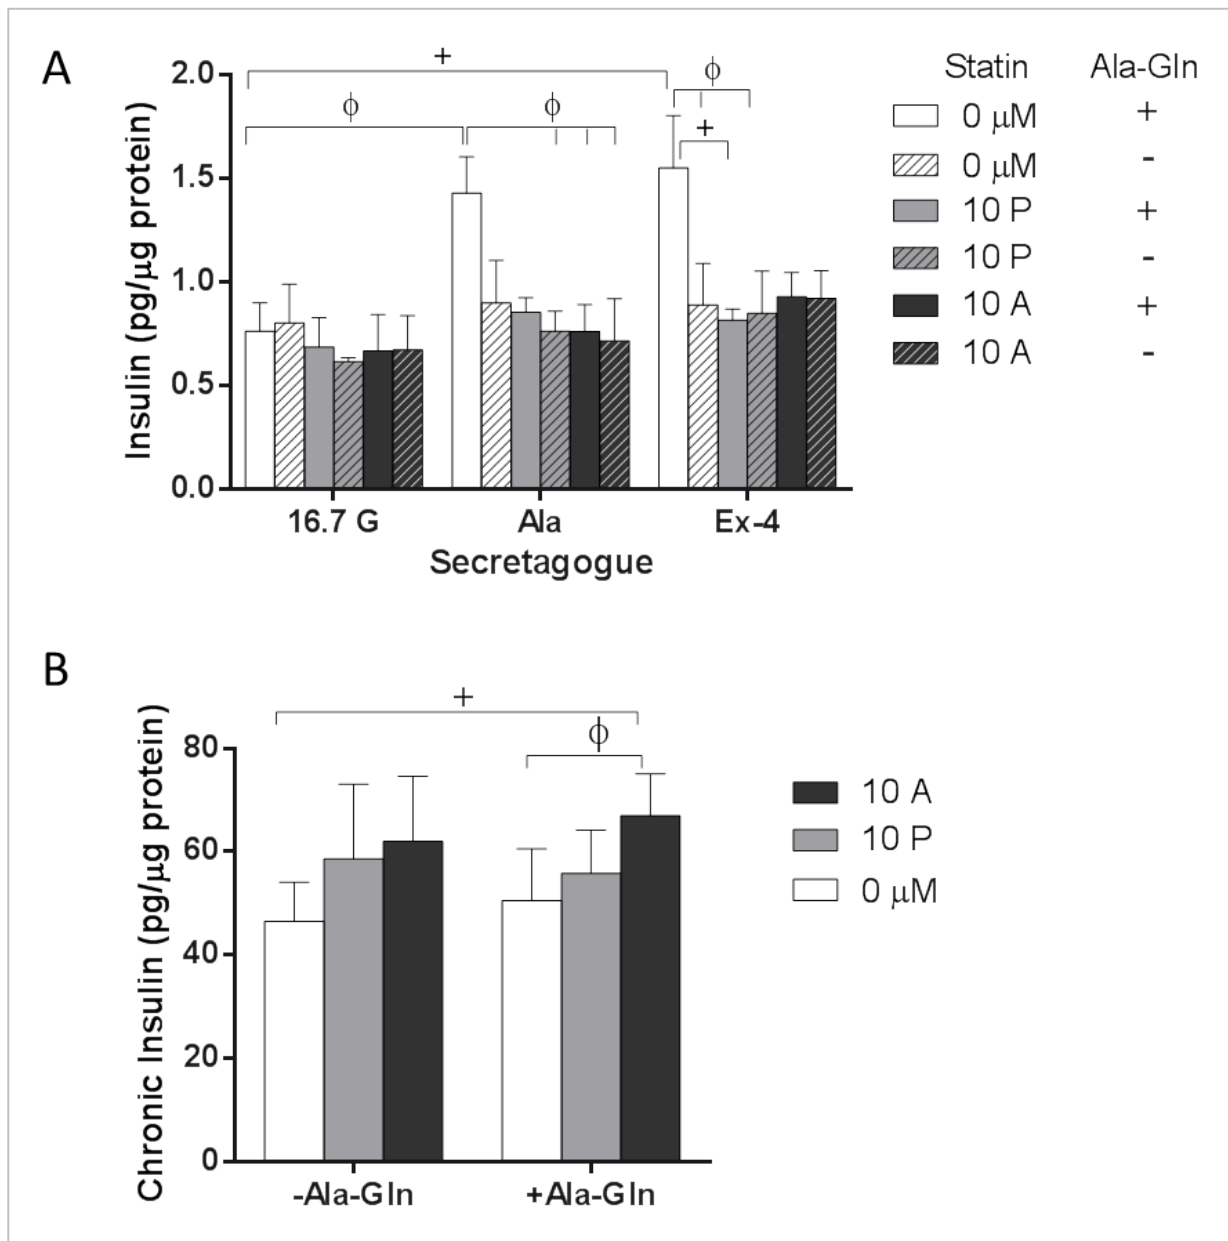 A
Insulin (pg/μg protein)
2.0
1.5
1.0
0.5
0.0
+
ϕ
ϕ
ϕ
+
16.7 G Ala Ex-4
Secretagogue
Statin Ala-Gln
0 μM +
0 μM -
10 P +
10 P -
10 A +
10 A -
B
Chronic Insulin (pg/μg protein)
80
60
40
20
0
+
ϕ
-Ala-Gln +Ala-Gln
10 A
10 P
0 μM